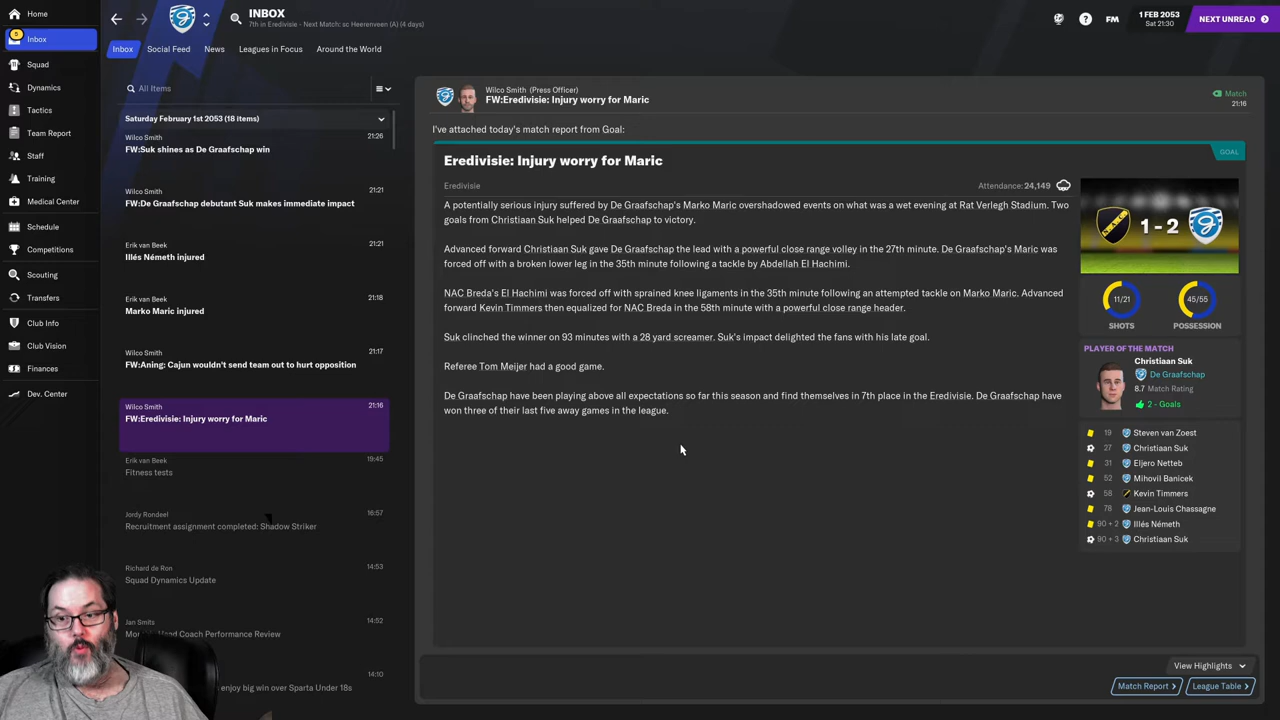 Home
Inbox
5
Squad
Dynamics
Tactics
Team Report
Staff
Training
Medical Center
Schedule
Competitions
Scouting
Transfers
Club Info
Club Vision
Finances
Dev. Center
INBOX
7th in Eredivisie - Next Match: sc Heerenveen (A) (4 days)
FM
1 FEB 2053
Sat 21:30
NEXT UNREAD
Inbox
Social Feed
News
Leagues in Focus
Around the World
All Items
Saturday February 1st 2053 (18 items)
Wilco Smith 21:26
FW:Suk shines as De Graafschap win
Wilco Smith 21:21
FW:De Graafschap debutant Suk makes immediate impact
Erik van Beek 21:21
Illés Németh injured
Erik van Beek 21:18
Marko Maric injured
Wilco Smith 21:17
FW:Aning: Cajun wouldn't send team out to hurt opposition
Wilco Smith 21:16
FW:Eredivisie: Injury worry for Maric
Erik van Beek 19:45
Fitness tests
Jordy Rondeel 16:57
Recruitment assignment completed: Shadow Striker
Richard de Ron 14:53
Squad Dynamics Update
Jan Smits 14:52
Head Coach Performance Review
14:10
enjoy big win over Sparta Under 18s
Wilco Smith (Press Officer)
FW:Eredivisie: Injury worry for Maric
Match
21:16
I've attached today's match report from Goal:
GOAL
Eredivisie: Injury worry for Maric
Eredivisie
Attendance: 24,149
A potentially serious injury suffered by De Graafschap's Marko Maric overshadowed events on what was a wet evening at Rat Verlegh Stadium. Two
goals from Christiaan Suk helped De Graafschap to victory.
Advanced forward Christiaan Suk gave De Graafschap the lead with a powerful close range volley in the 27th minute. De Graafschap's Maric was
forced off with a broken lower leg in the 35th minute following a tackle by Abdellah El Hachimi.
NAC Breda's El Hachimi was forced off with sprained knee ligaments in the 35th minute following an attempted tackle on Marko Maric. Advanced
forward Kevin Timmers then equalized for NAC Breda in the 58th minute with a powerful close range header.
Suk clinched the winner on 93 minutes with a 28 yard screamer. Suk's impact delighted the fans with his late goal.
Referee Tom Meijer had a good game.
De Graafschap have been playing above all expectations so far this season and find themselves in 7th place in the Eredivisie. De Graafschap have
won three of their last five away games in the league.
1 - 2
11/21
SHOTS
45/55
POSSESSION
PLAYER OF THE MATCH
Christiaan Suk
De Graafschap
8.7 Match Rating
2 - Goals
19 Steven van Zoest
27 Christiaan Suk
31 Eljero Netteb
52 Mihovil Banicek
58 Kevin Timmers
78 Jean-Louis Chassagne
90 + 2 Illés Németh
90 + 3 Christiaan Suk
View Highlights
Match Report
League Table